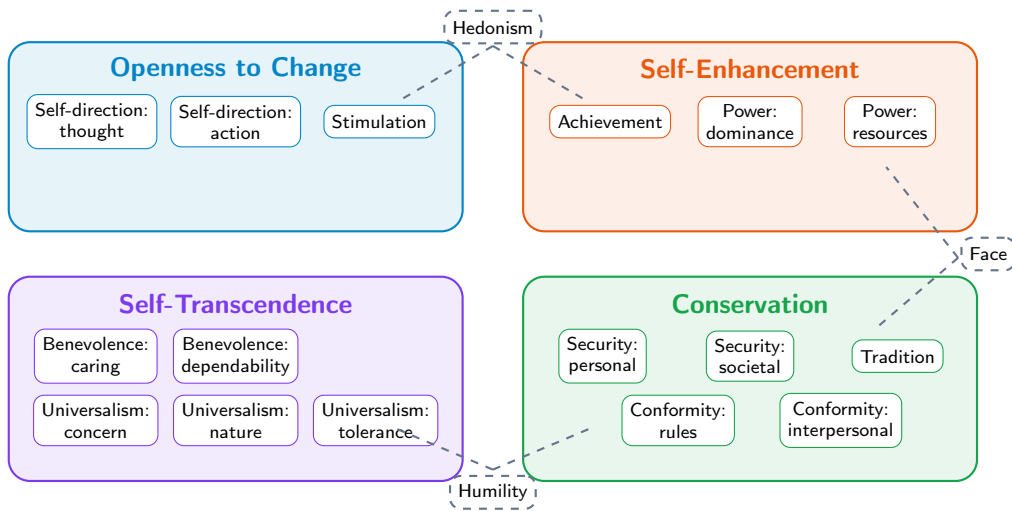 Hedonism
Openness to Change
Self-direction:
thought
Self-direction:
action
Stimulation
Self-Enhancement
Achievement
Power:
dominance
Power:
resources
Face
Self-Transcendence
Benevolence:
caring
Benevolence:
dependability
Universalism:
concern
Universalism:
nature
Universalism:
tolerance
Conservation
Security:
personal
Security:
societal
Tradition
Conformity:
rules
Conformity:
interpersonal
Humility